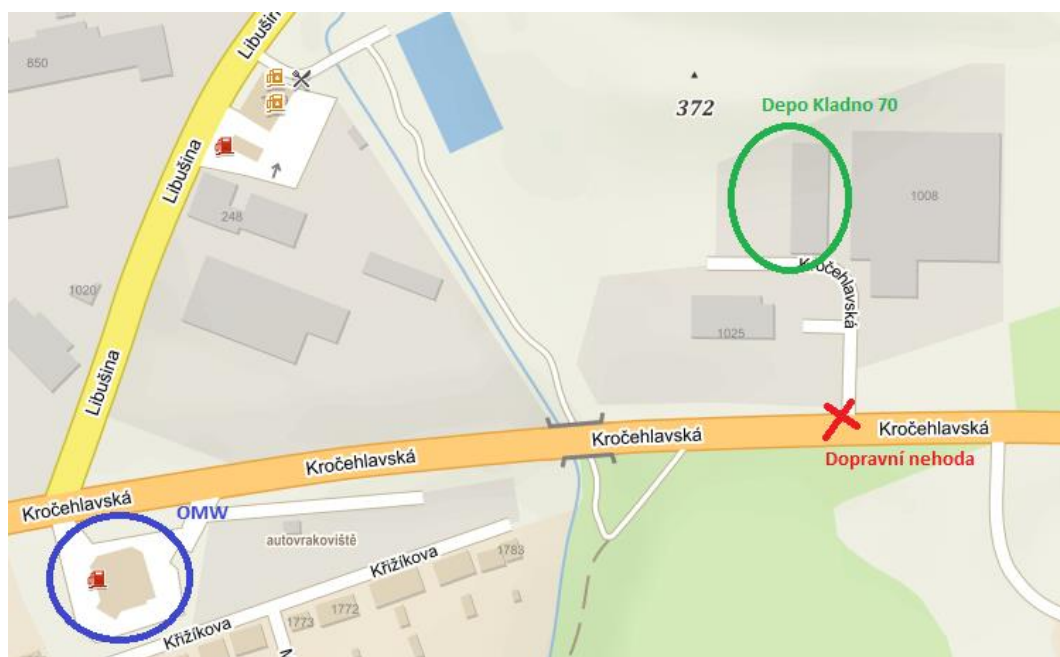 Libušina
850
372
Depo Kladno 70
1008
Libušina
248
Kročehlavská
1020
1025
Libušina
Kročehlavská
Kročehlavská
Kročehlavská
Dopravní nehoda
Kročehlavská
OMW
autovrakoviště
Křižíkova
1783
1772
1773
Křižíkova